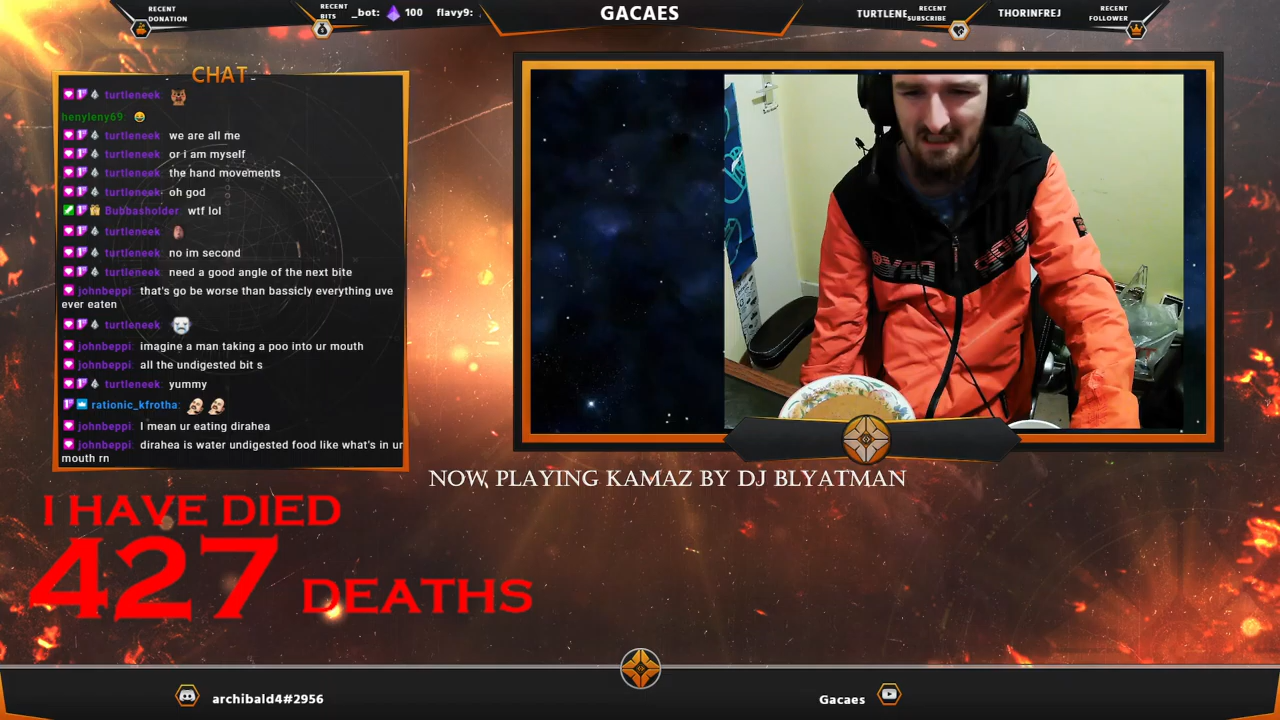 RECENT
DONATION
RECENT
BITS
_bot: 100 flavy9:
GACAES
TURTLENE
RECENT
SUBSCRIBE
THORINFREJ
RECENT
FOLLOWER
CHAT
turtleneek
henyleny69:
turtleneek we are all me
turtleneek or i am myself
turtleneek the hand movements
turtleneek oh god
Bubbasholder wtf lol
turtleneek
turtleneek no im second
turtleneek need a good angle of the next bite
johnbeppi that's go be worse than bassicly everything uve
ever eaten
turtleneek
johnbeppi imagine a man taking a poo into ur mouth
johnbeppi all the undigested bit s
turtleneek yummy
rationic_kfrotha:
johnbeppi I mean ur eating dirahea
johnbeppi dirahea is water undigested food like what's in ur
mouth rn
NOW PLAYING KAMAZ BY DJ BLYATMAN
I HAVE DIED
427 DEATHS
archibald4#2956
Gacaes